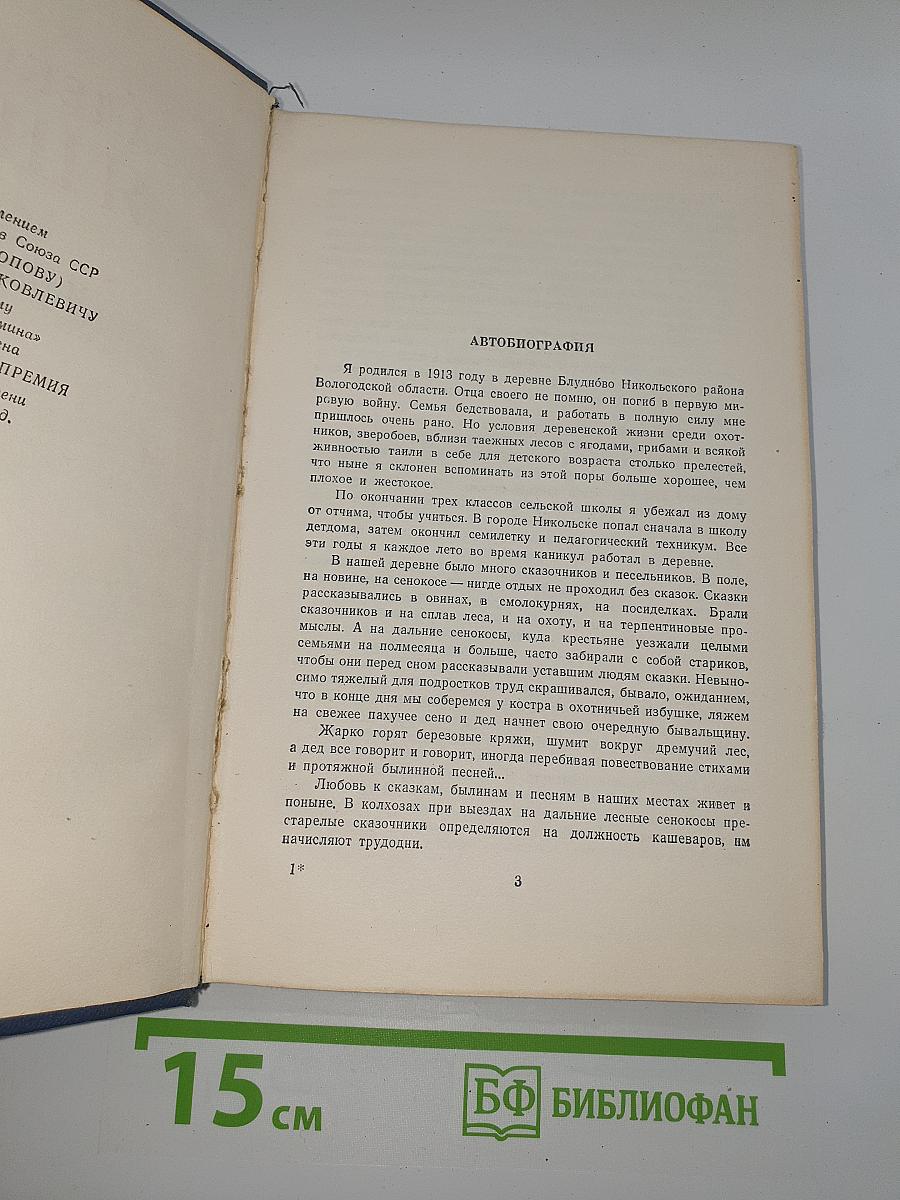 лением
в Союза ССР
ОПОВУ)
КОВЛЕВИЧУ
му
мина»
ена
ПРЕМИЯ
пени
д.
АВТОБИОГРАФИЯ
Я родился в 1913 году в деревне Блудно́во Никольского района
Вологодской области. Отца своего не помню, он погиб в первую ми-
ровую войну. Семья бедствовала, и работать в полную силу мне
пришлось очень рано. Но условия деревенской жизни среди охот-
ников, зверобоев, вблизи таежных лесов с ягодами, грибами и всякой
живностью таили в себе для детского возраста столько прелестей,
что ныне я склонен вспоминать из этой поры больше хорошее, чем
плохое и жестокое.
По окончании трех классов сельской школы я убежал из дому
от отчима, чтобы учиться. В городе Никольске попал сначала в школу
детдома, затем окончил семилетку и педагогический техникум. Все
эти годы я каждое лето во время каникул работал в деревне.
В нашей деревне было много сказочников и песельников. В поле,
на новине, на сенокосе — нигде отдых не проходил без сказок. Сказки
рассказывались в овинах, в смолокурнях, на посиделках. Брали
сказочников и на сплав леса, и на охоту, и на терпентиновые про-
мыслы. А на дальние сенокосы, куда крестьяне уезжали целыми
семьями на полмесяца и больше, часто забирали с собой стариков,
чтобы они перед сном рассказывали уставшим людям сказки. Невыно-
симо тяжелый для подростков труд скрашивался, бывало, ожиданием,
что в конце дня мы соберемся у костра в охотничьей избушке, ляжем
на свежее пахучее сено и дед начнет свою очередную бывальщину.
Жарко горят березовые кряжи, шумит вокруг дремучий лес,
а дед все говорит и говорит, иногда перебивая повествование стихами
и протяжной былинной песней...
Любовь к сказкам, былинам и песням в наших местах живет и
поныне. В колхозах при выездах на дальние лесные сенокосы пре-
старелые сказочники определяются на должность кашеваров, им
начисляют трудодни.
1*
3
15 см
БФ БИБЛИОФАН